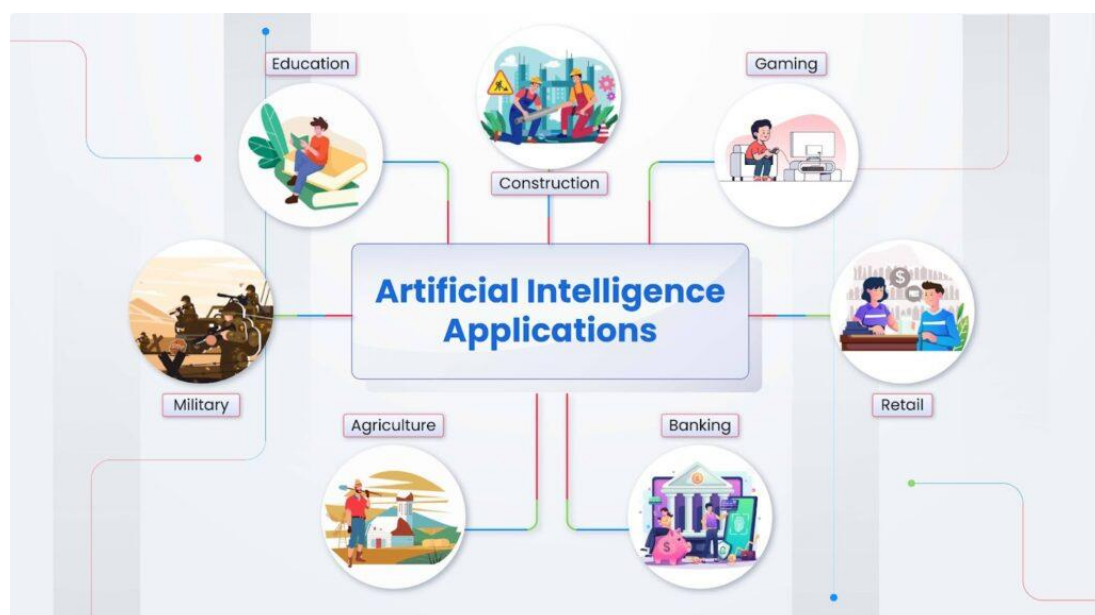 Education
Gaming
Construction
Artificial Intelligence
Applications
Military
Retail
Agriculture
Banking
$
$